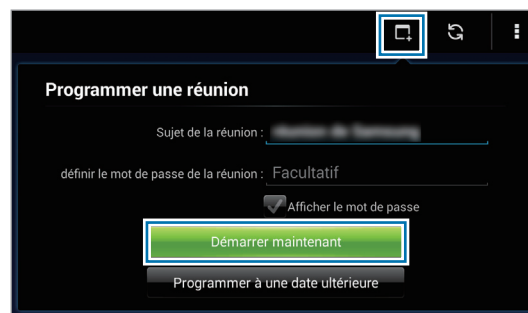 Programmer une réunion
Sujet de la réunion :
définir le mot de passe de la réunion : Facultatif
Afficher le mot de passe
Démarrer maintenant
Programmer à une date ultérieure